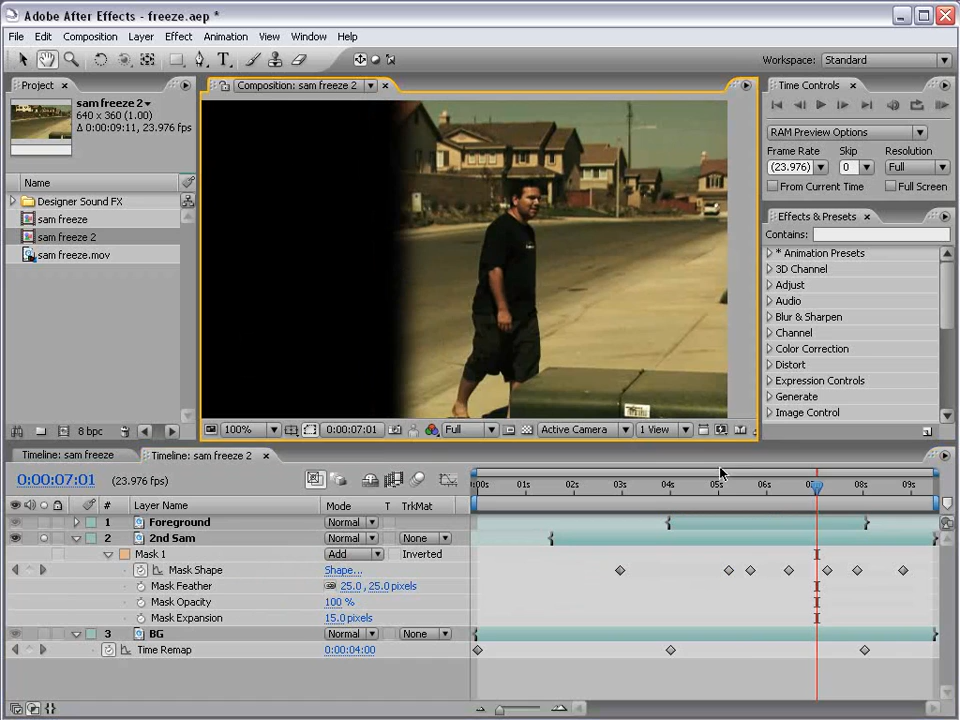 Adobe After Effects - freeze.aep *
File Edit Composition Layer Effect Animation View Window Help
Workspace: Standard
Project
sam freeze 2
640 x 360 (1.00)
Δ 0:00:09:11, 23.976 fps
Name
Designer Sound FX
sam freeze
sam freeze 2
sam freeze.mov
8 bpc
Composition: sam freeze 2
100% 0:00:07:01 Full Active Camera 1 View
Time Controls
RAM Preview Options
Frame Rate Skip Resolution
(23.976) 0 Full
From Current Time Full Screen
Effects & Presets
Contains:
* Animation Presets
3D Channel
Adjust
Audio
Blur & Sharpen
Channel
Color Correction
Distort
Expression Controls
Generate
Image Control
Timeline: sam freeze Timeline: sam freeze 2
0:00:07:01 (23.976 fps)
:00s 01s 02s 03s 04s 05s 06s 08s 09s
# Layer Name Mode T TrkMat
1 Foreground Normal
2 2nd Sam Normal None
Mask 1 Add Inverted
Mask Shape Shape...
Mask Feather 25.0, 25.0 pixels
Mask Opacity 100 %
Mask Expansion 15.0 pixels
3 BG Normal None
Time Remap 0:00:04:00